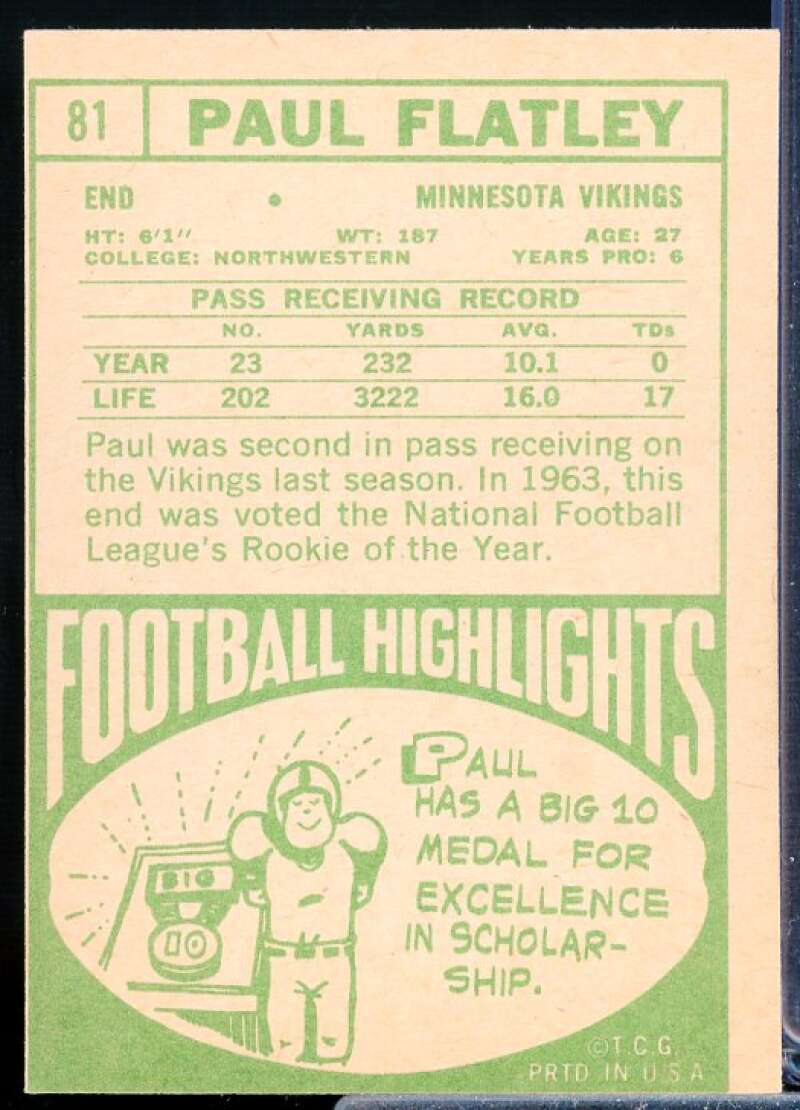 81 PAUL FLATLEY
END • MINNESOTA VIKINGS
HT: 6'1'' WT: 187 AGE: 27
COLLEGE: NORTHWESTERN YEARS PRO: 6
PASS RECEIVING RECORD
NO. YARDS AVG. TDs
YEAR 23 232 10.1 0
LIFE 202 3222 16.0 17
Paul was second in pass receiving on
the Vikings last season. In 1963, this
end was voted the National Football
League's Rookie of the Year.
FOOTBALL HIGHLIGHTS
PAUL
HAS A BIG 10
MEDAL FOR
EXCELLENCE
IN SCHOLAR-
SHIP.
BIG
10
©T.C.G.
PRTD IN U S A